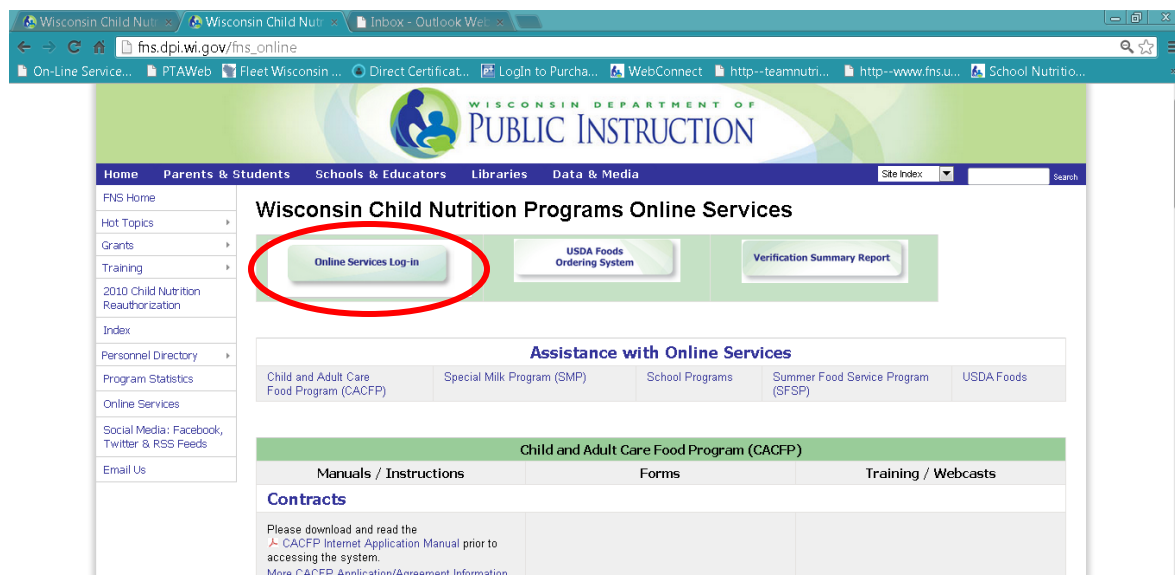 Wisconsin Child Nutr
Wisconsin Child Nutr
Inbox - Outlook Web
fns.dpi.wi.gov/fns_online
On-Line Service... PTAWeb Fleet Wisconsin ... Direct Certificat... LogIn to Purcha... WebConnect http--teamnutri... http--www.fns.u... School Nutritio...
WISCONSIN DEPARTMENT OF
PUBLIC INSTRUCTION
Home Parents & Students Schools & Educators Libraries Data & Media Site Index Search
FNS Home
Hot Topics
Grants
Training
2010 Child Nutrition
Reauthorization
Index
Personnel Directory
Program Statistics
Online Services
Social Media: Facebook,
Twitter & RSS Feeds
Email Us
Wisconsin Child Nutrition Programs Online Services
Online Services Log-in
USDA Foods
Ordering System
Verification Summary Report
Assistance with Online Services
Child and Adult Care
Food Program (CACFP)
Special Milk Program (SMP)
School Programs
Summer Food Service Program
(SFSP)
USDA Foods
Child and Adult Care Food Program (CACFP)
Manuals / Instructions Forms Training / Webcasts
Contracts
Please download and read the
CACFP Internet Application Manual prior to
accessing the system.
More CACFP Application/Agreement Information